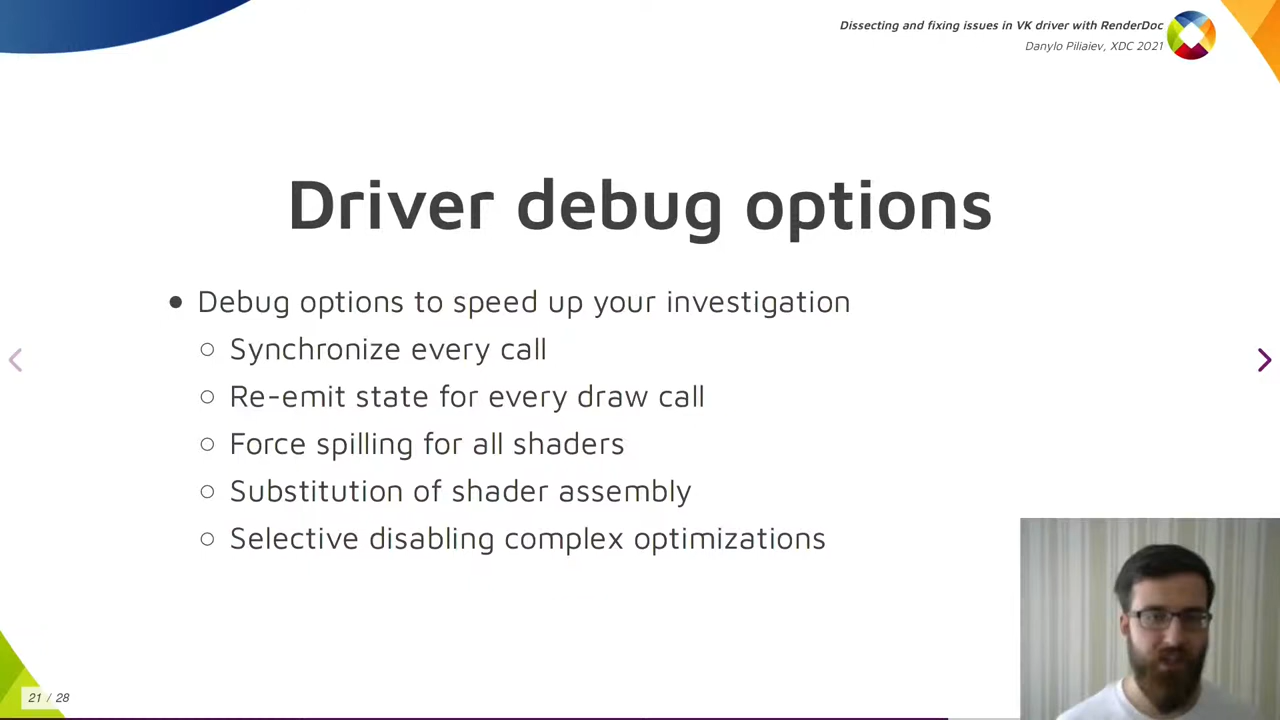 Dissecting and fixing issues in VK driver with RenderDoc
Danylo Piliaiev, XDC 2021
Driver debug options
● Debug options to speed up your investigation
○ Synchronize every call
○ Re-emit state for every draw call
○ Force spilling for all shaders
○ Substitution of shader assembly
○ Selective disabling complex optimizations
21 / 28